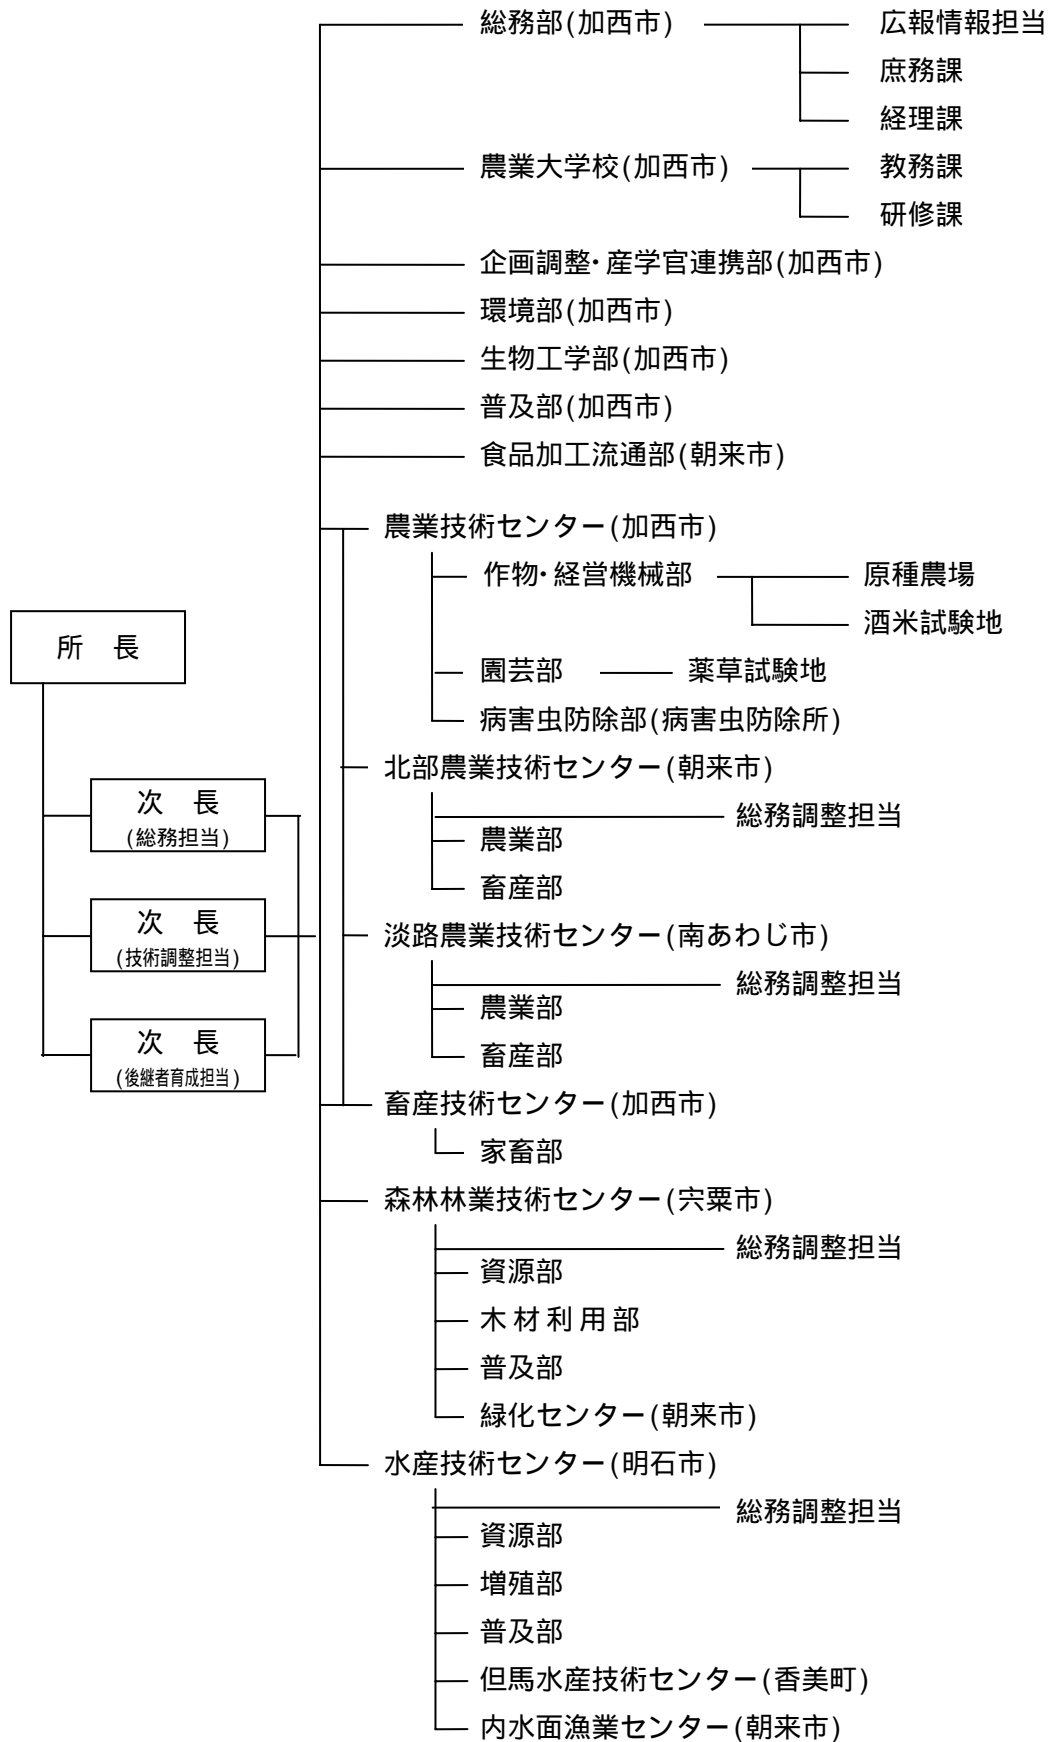 総務部(加西市)
広報情報担当
庶務課
経理課
農業大学校(加西市)
教務課
研修課
企画調整・産学官連携部(加西市)
環境部(加西市)
生物工学部(加西市)
普及部(加西市)
食品加工流通部(朝来市)
農業技術センター(加西市)
作物・経営機械部
原種農場
酒米試験地
園芸部
薬草試験地
病害虫防除部(病害虫防除所)
所 長
次 長
(総務担当)
次 長
(技術調整担当)
次 長
(後継者育成担当)
北部農業技術センター(朝来市)
総務調整担当
農業部
畜産部
淡路農業技術センター(南あわじ市)
総務調整担当
農業部
畜産部
畜産技術センター(加西市)
家畜部
森林林業技術センター(宍粟市)
総務調整担当
資源部
木材利用部
普及部
緑化センター(朝来市)
水産技術センター(明石市)
総務調整担当
資源部
増殖部
普及部
但馬水産技術センター(香美町)
内水面漁業センター(朝来市)